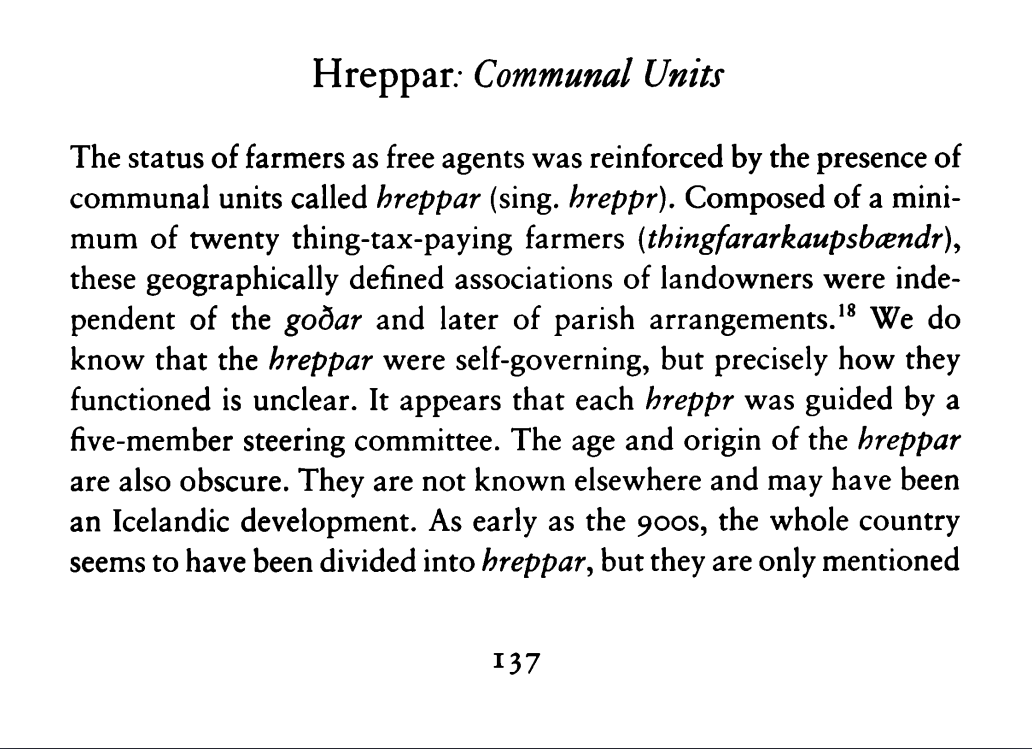 Hreppar: Communal Units
The status of farmers as free agents was reinforced by the presence of
communal units called hreppar (sing. hreppr). Composed of a mini-
mum of twenty thing-tax-paying farmers (thingfararkaupsbændr),
these geographically defined associations of landowners were inde-
pendent of the goðar and later of parish arrangements.¹⁸ We do
know that the hreppar were self-governing, but precisely how they
functioned is unclear. It appears that each hreppr was guided by a
five-member steering committee. The age and origin of the hreppar
are also obscure. They are not known elsewhere and may have been
an Icelandic development. As early as the 900s, the whole country
seems to have been divided into hreppar, but they are only mentioned
137